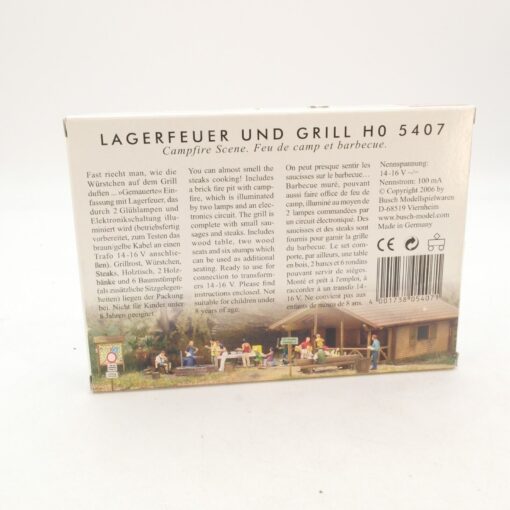 LAGERFEUER UND GRILL H0 5407
Campfire Scene. Feu de camp et barbecue.
Fast riecht man, wie die
Würstchen auf dem Grill
duften ... »Gemauerte« Ein-
fassung mit Lagerfeuer, das
durch 2 Glühlampen und
Elektronikschaltung illu-
miniert wird (betriebsfertig
vorbereitet, zum Testen das
braun/gelbe Kabel an einen
Trafo 14-16 V anschlie-
ßen). Grillrost, Würstchen,
Steaks, Holztisch, 2 Holz-
bänke und 6 Baumstümpfe
(als zusätzliche Sitzgelegen-
heiten) liegen der Packung
bei. Nicht für Kinder unter
8 Jahren geeignet.
You can almost smell the
steaks cooking! Includes
a brick fire pit with camp-
fire, which is illuminated
by two lamps and an elec-
tronics circuit. The grill is
complete with small sau-
sages and steaks. Includes
wood table, two wood
seats and six stumps which
can be used as additional
seating. Ready to use for
connection to transform-
ers 14-16 V. Please find
instructions enclosed. Not
suitable for children under
8 years of age.
On peut presque sentir les
saucisses sur le barbecue...
Barbecue muré, pouvant
aussi faire office de feu de
camp, illuminé au moyen de
2 lampes commandées par
un circuit électronique. Des
saucisses et des steaks sont
fournis pour garnir la grille
du barbecue. Le set com-
porte, par ailleurs, une table
en bois, 2 bancs et 6 rondins
pouvant servir de sièges.
Monté et prêt à l'emploi, à
raccorder à un transfo 14-
16 V. Ne convient pas aux
enfants de moins de 8 ans.
Nennspannung:
14-16 V ~/=
Nennstrom: 100 mA
Copyright © 2006 by
Busch Modellspielwaren
D-68519 Viernheim
www.busch-model.com
Made in Germany
CE
4 001738 054079